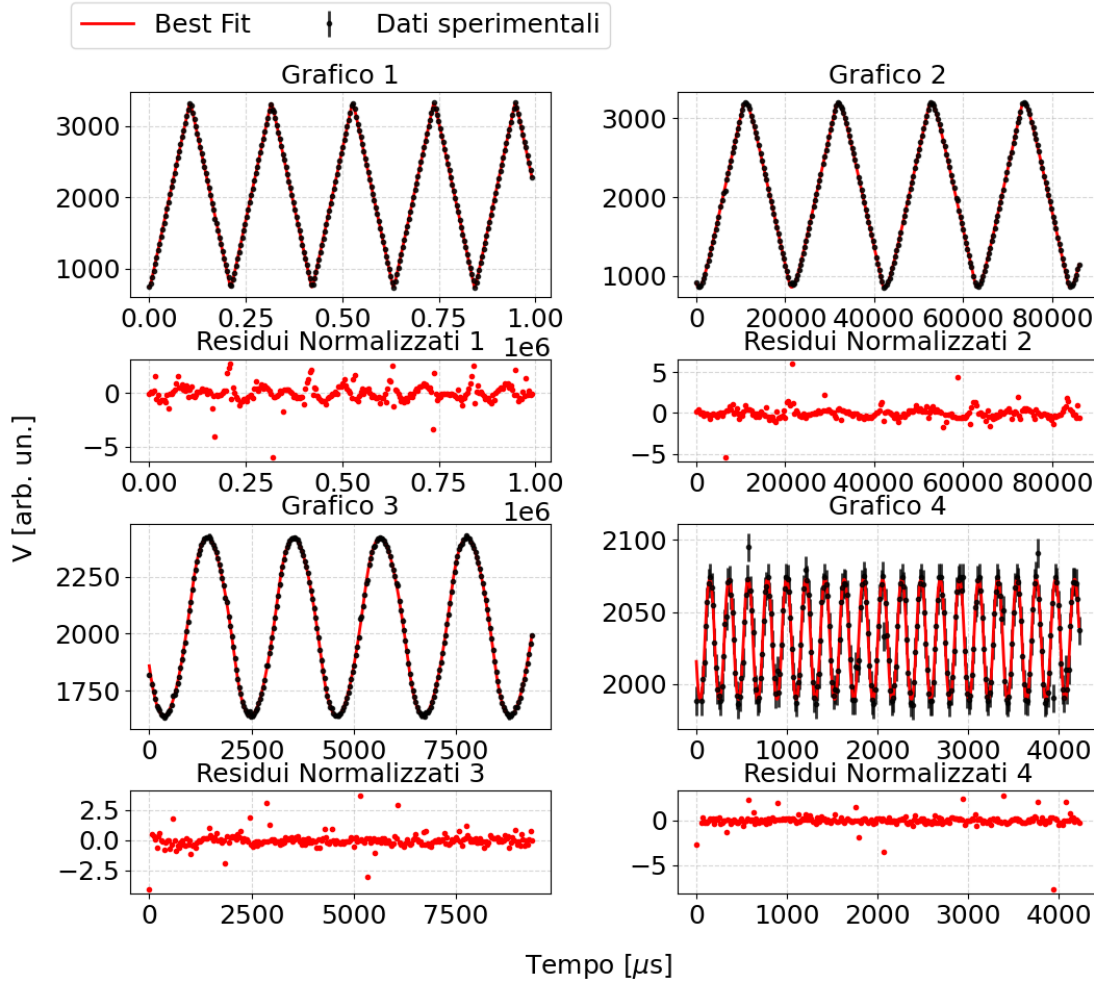 Best Fit Dati sperimentali
Grafico 1
3000
2000
1000
0.00 0.25 0.50 0.75 1.00
1e6
Residui Normalizzati 1
0
−5
0.00 0.25 0.50 0.75 1.00
1e6
Grafico 2
3000
2000
1000
0 20000 40000 60000 80000
Residui Normalizzati 2
5
0
−5
0 20000 40000 60000 80000
Grafico 3
2250
2000
1750
0 2500 5000 7500
Residui Normalizzati 3
2.5
0.0
−2.5
0 2500 5000 7500
Grafico 4
2100
2050
2000
0 1000 2000 3000 4000
Residui Normalizzati 4
0
−5
0 1000 2000 3000 4000
V [arb. un.]
Tempo [μs]